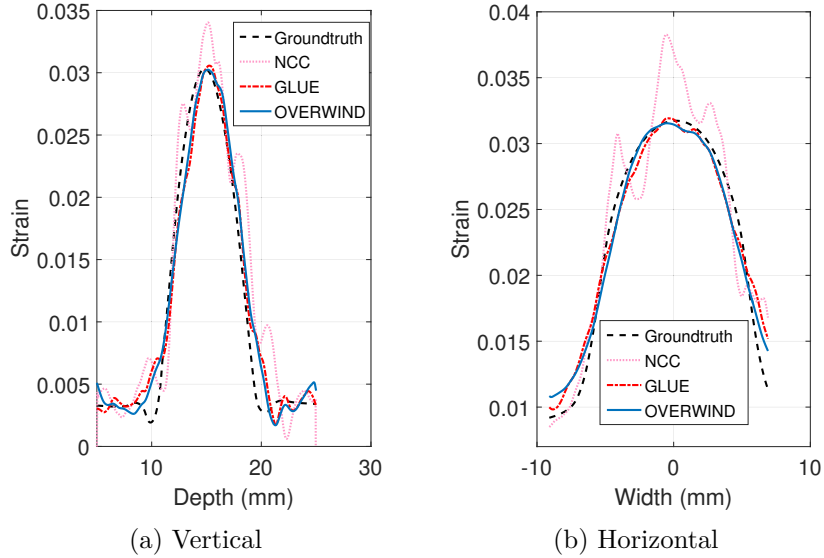 0.035
0.03
0.025
0.02
0.015
0.01
0.005
0
Strain
10
20
30
Depth (mm)
Groundtruth
NCC
GLUE
OVERWIND
(a) Vertical
0.04
0.035
0.03
0.025
0.02
0.015
0.01
Strain
-10
0
10
Width (mm)
Groundtruth
NCC
GLUE
OVERWIND
(b) Horizontal